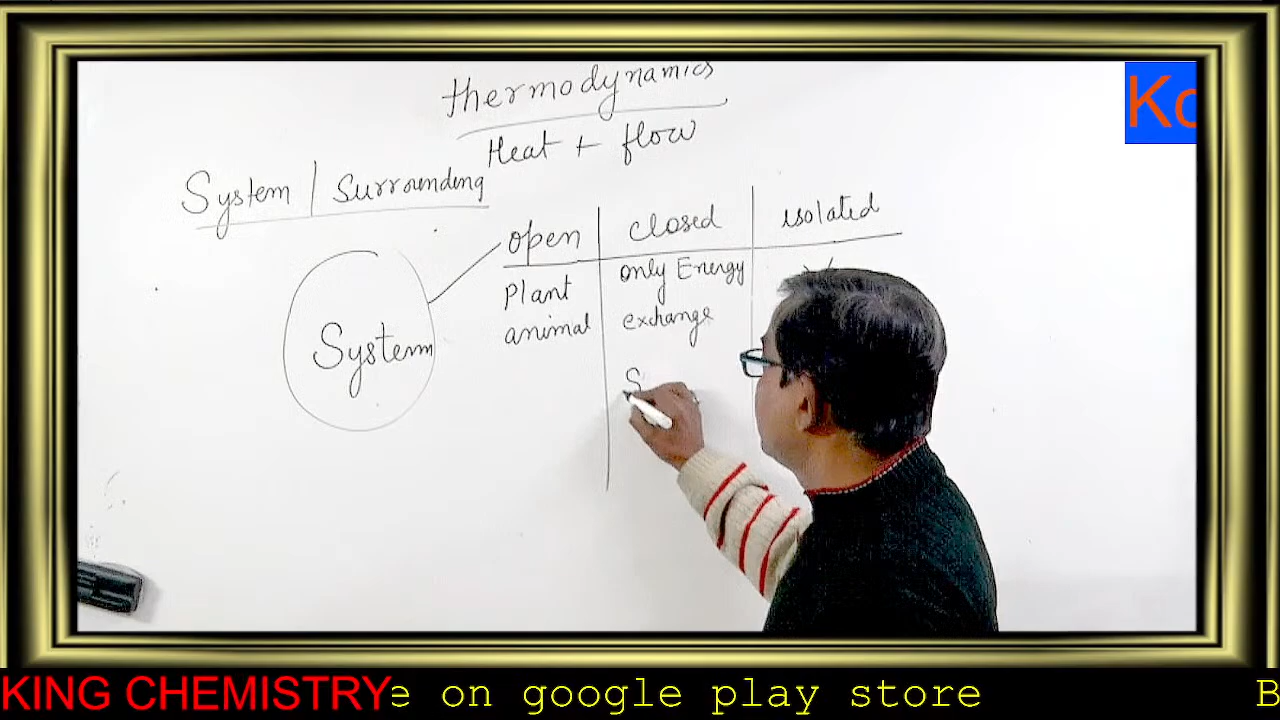 Thermodynamics
Heat + flow
System | Surrounding
open | closed | isolated
Plant
animal
only Energy
exchange
S
System
Ko
KING CHEMISTRY
e on google play store
B